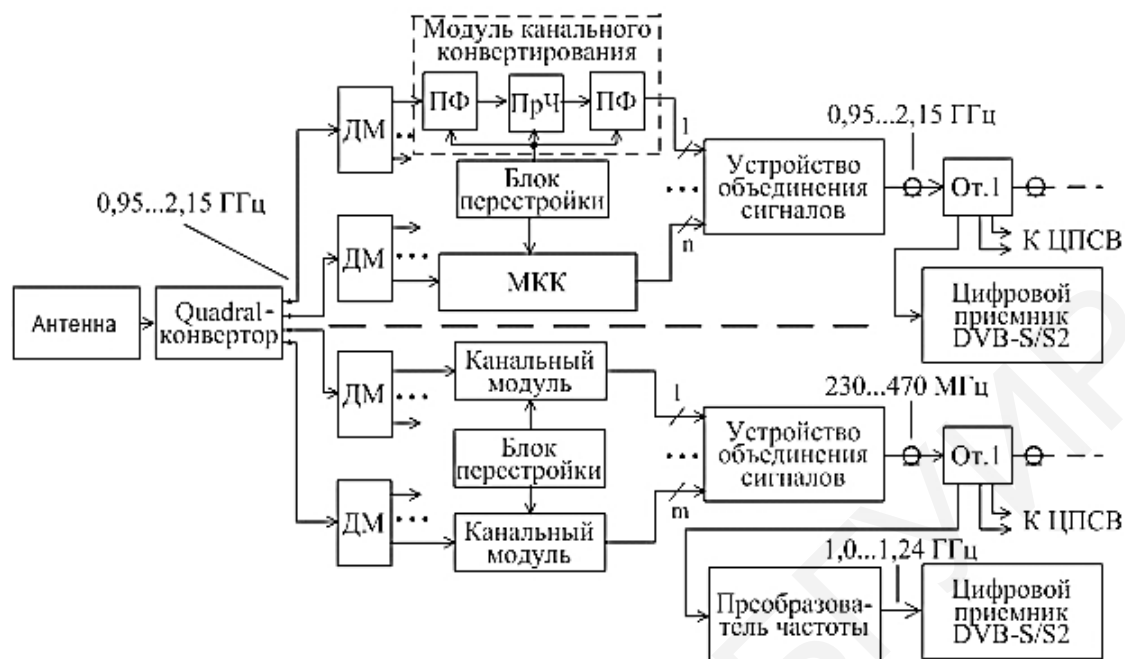 Модуль канального
конвертирования
ПФ
ПрЧ
ПФ
ДМ
Блок
перестройки
1
n
Устройство
объединения
сигналов
0,95...2,15 ГГц
От.1
К ЦПСВ
0,95...2,15 ГГц
ДМ
МКК
Цифровой
приемник
DVB-S/S2
Антенна
Quadral-
конвертор
ДМ
Канальный
модуль
1
230...470 МГц
Блок
перестройки
Устройство
объединения
сигналов
От.1
m
ДМ
Канальный
модуль
К ЦПСВ
1,0...1,24 ГГц
Преобразова-
тель частоты
Цифровой
приемник
DVB-S/S2
БГУИР